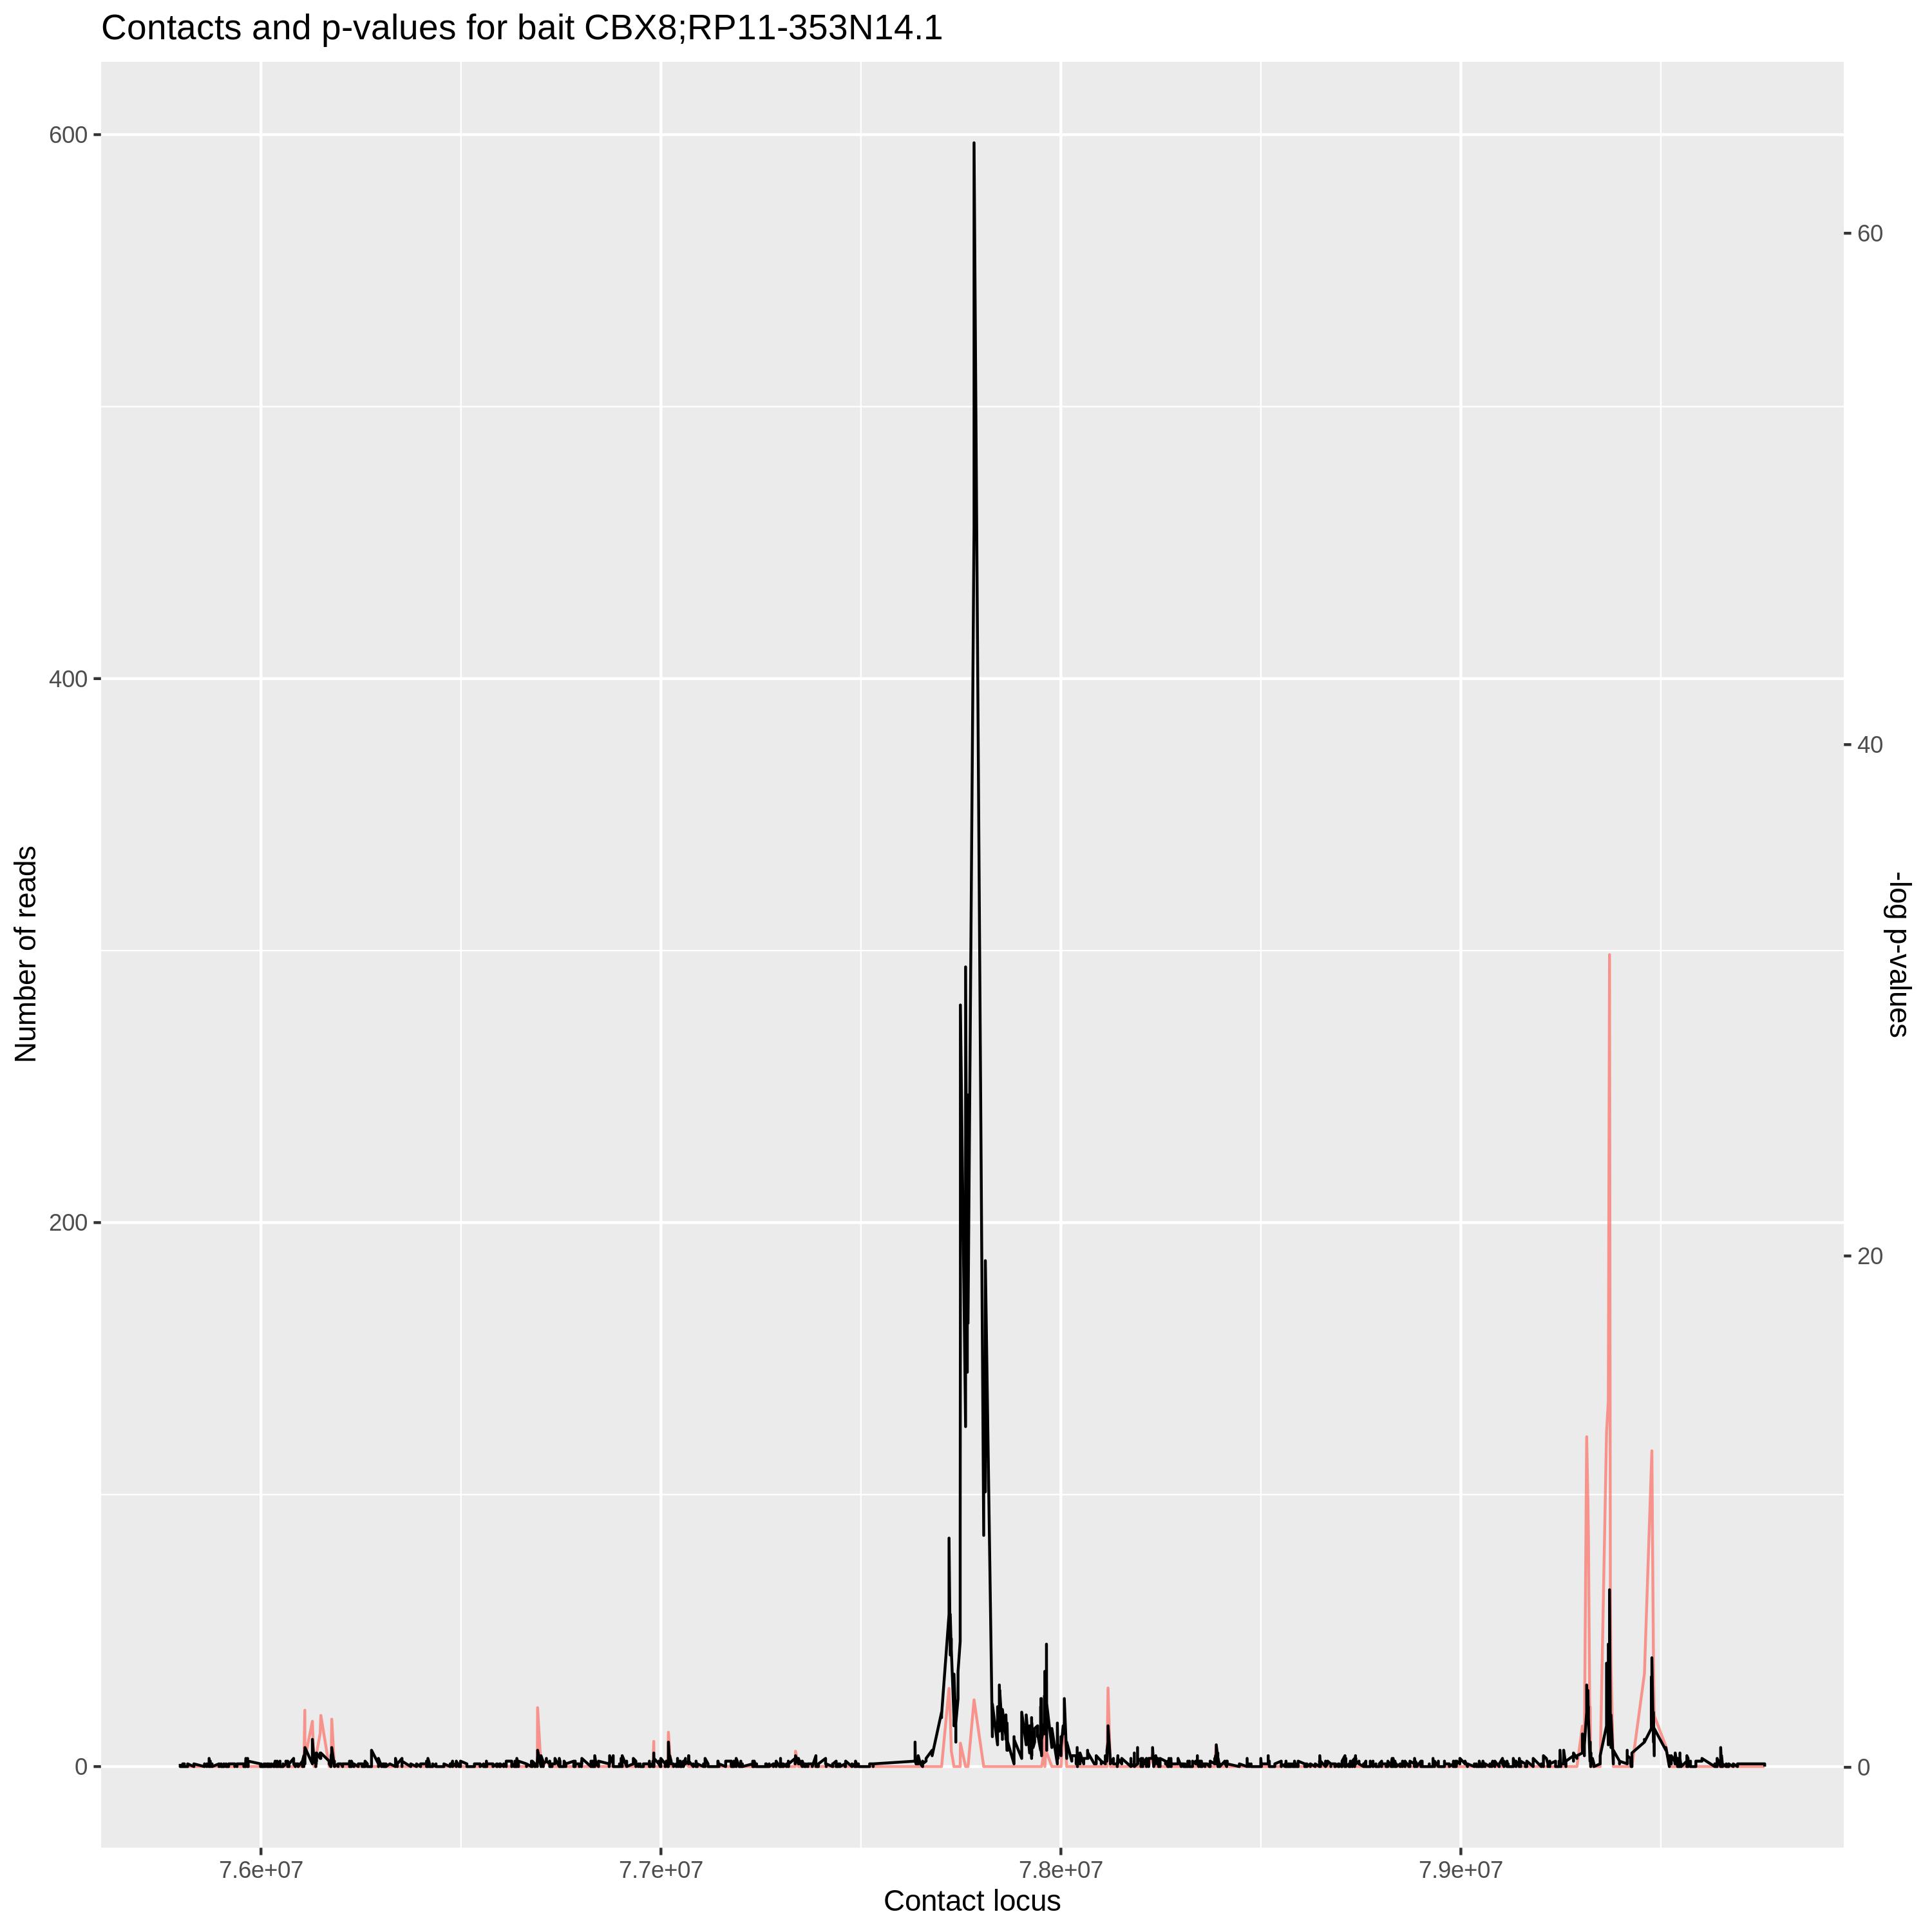 Contacts and p-values for bait CBX8;RP11-353N14.1
600
400
200
0
Number of reads
60
40
20
0
-log p-values
7.6e+07
7.7e+07
7.8e+07
7.9e+07
Contact locus